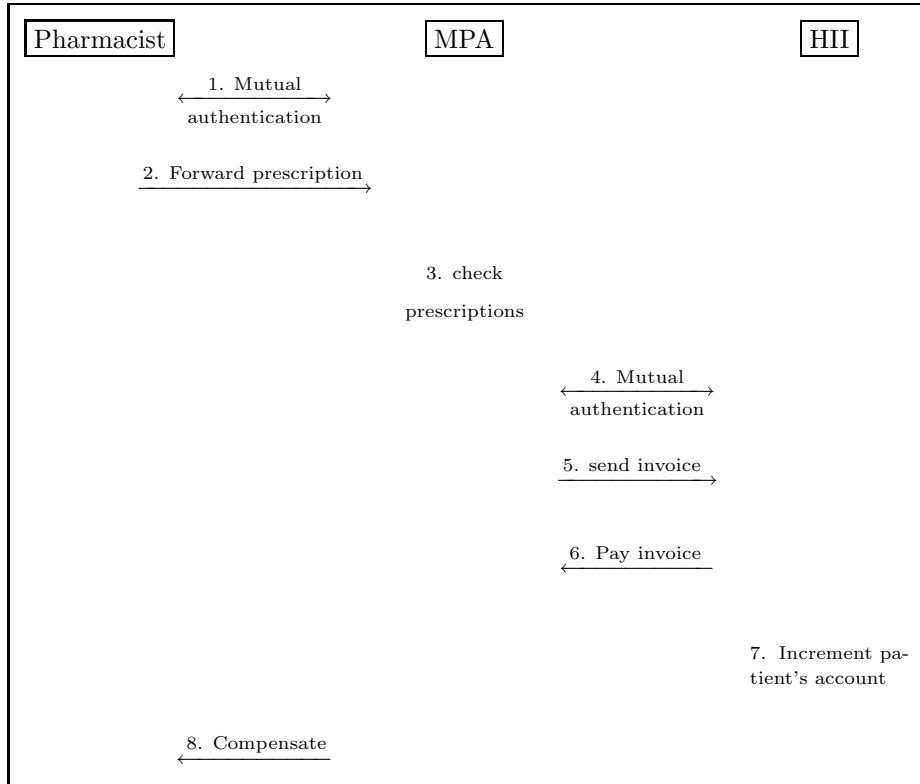 Pharmacist MPA HII
1. Mutual
authentication
2. Forward prescription
3. check
prescriptions
4. Mutual
authentication
5. send invoice
6. Pay invoice
7. Increment pa-
tient's account
8. Compensate